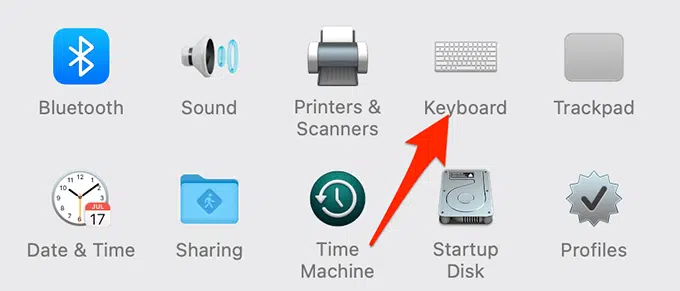 Bluetooth
Sound
Printers &
Scanners
Keyboard
Trackpad
JUL
17
Date & Time
Sharing
Time
Machine
Startup
Disk
Profiles